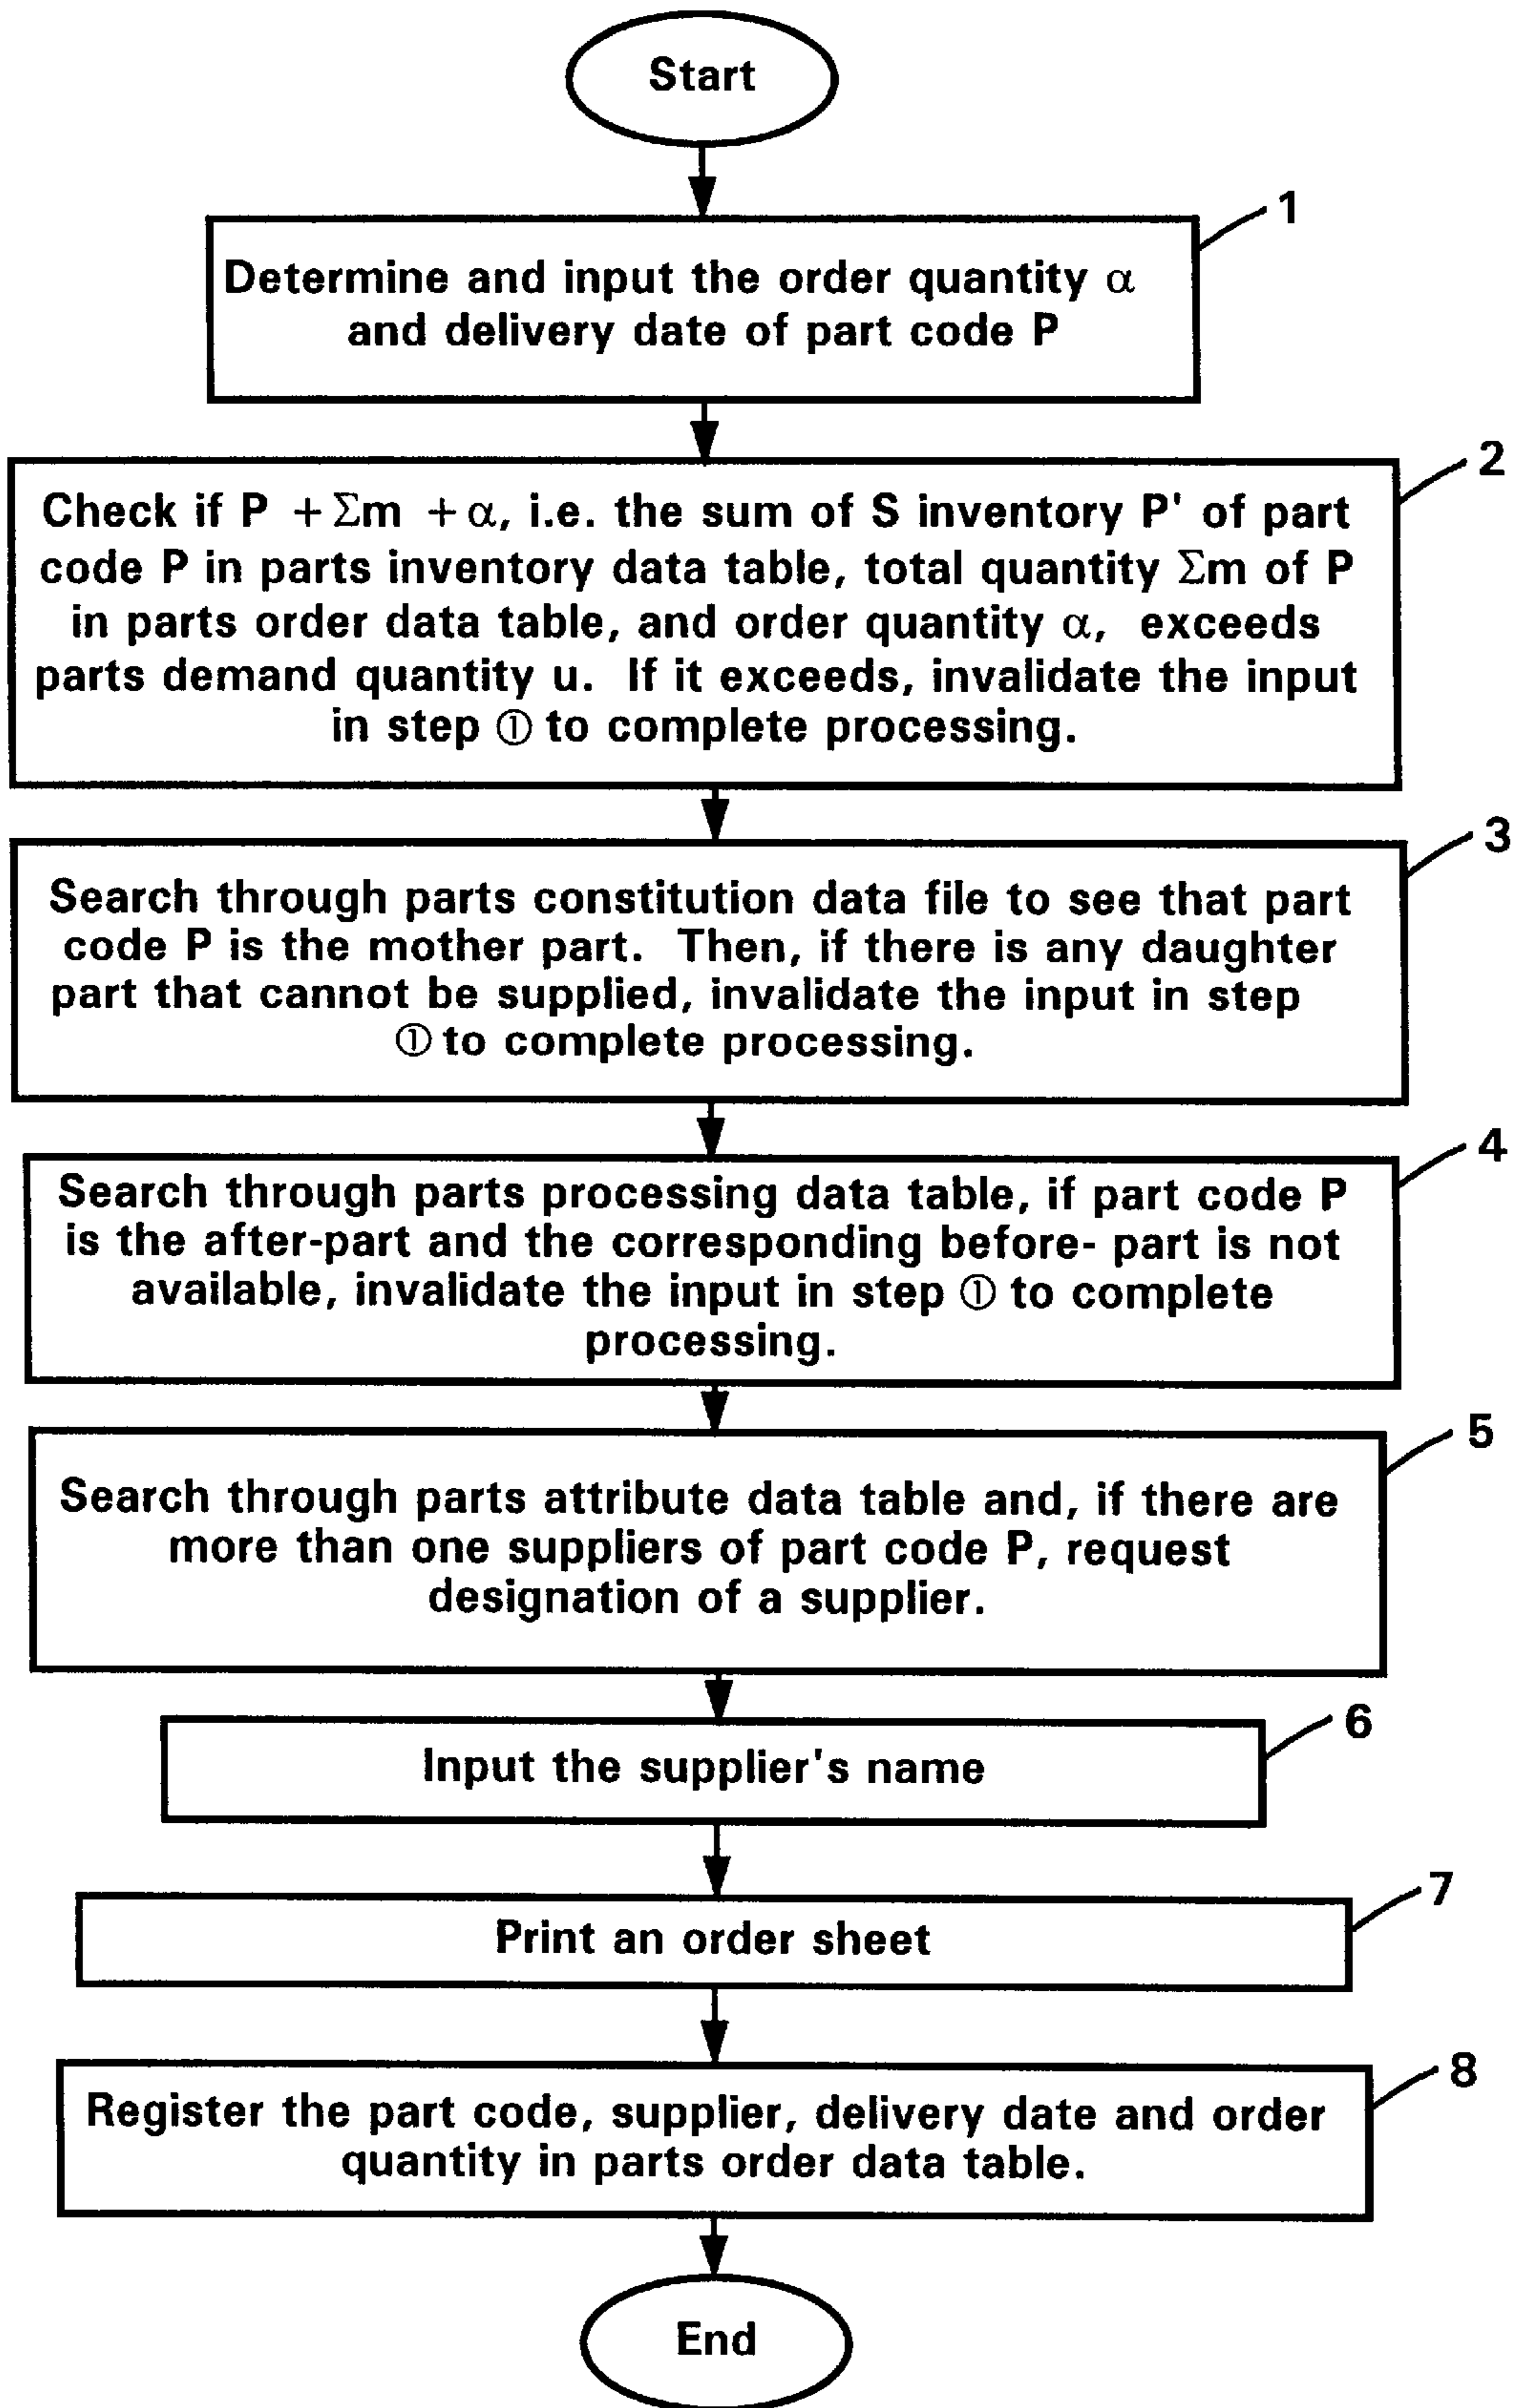 Start
1
Determine and input the order quantity α
and delivery date of part code P
2
Check if P +Σm +α, i.e. the sum of S inventory P' of part
code P in parts inventory data table, total quantity Σm of P
in parts order data table, and order quantity α, exceeds
parts demand quantity u. If it exceeds, invalidate the input
in step ① to complete processing.
3
Search through parts constitution data file to see that part
code P is the mother part. Then, if there is any daughter
part that cannot be supplied, invalidate the input in step
① to complete processing.
4
Search through parts processing data table, if part code P
is the after-part and the corresponding before- part is not
available, invalidate the input in step ① to complete
processing.
5
Search through parts attribute data table and, if there are
more than one suppliers of part code P, request
designation of a supplier.
6
Input the supplier's name
7
Print an order sheet
8
Register the part code, supplier, delivery date and order
quantity in parts order data table.
End